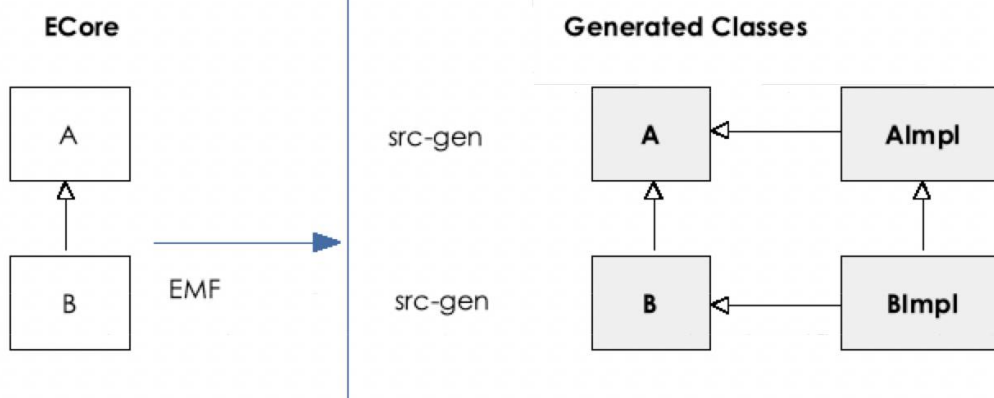 ECore
Generated Classes
A
src-gen
A
AImpl
EMF
B
src-gen
B
BImpl